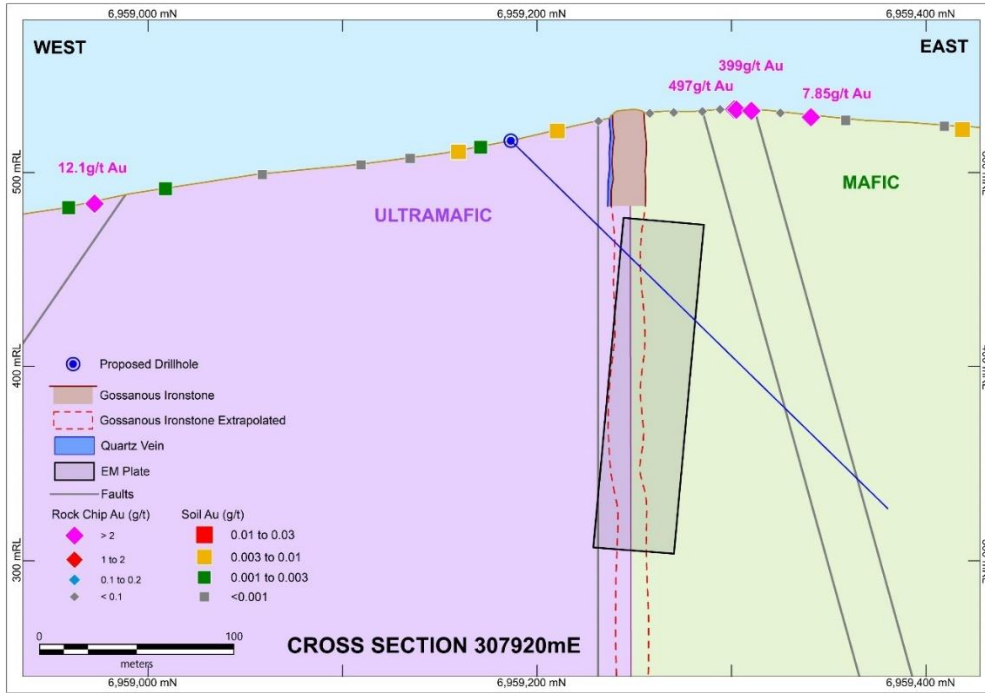 6,959,000 mN
6,959,200 mN
6,959,400 mN
WEST
EAST
399g/t Au
497g/t Au
7.85g/t Au
12.1g/t Au
500 mRL
ULTRAMAFIC
MAFIC
400 mRL
Proposed Drillhole
Gossanous Ironstone
Gossanous Ironstone Extrapolated
Quartz Vein
EM Plate
Faults
Rock Chip Au (g/t)
Soil Au (g/t)
> 2
0.01 to 0.03
1 to 2
0.003 to 0.01
0.1 to 0.2
0.001 to 0.003
< 0.1
<0.001
300 mRL
0
100
meters
CROSS SECTION 307920mE
6,959,000 mN
6,959,200 mN
6,959,400 mN